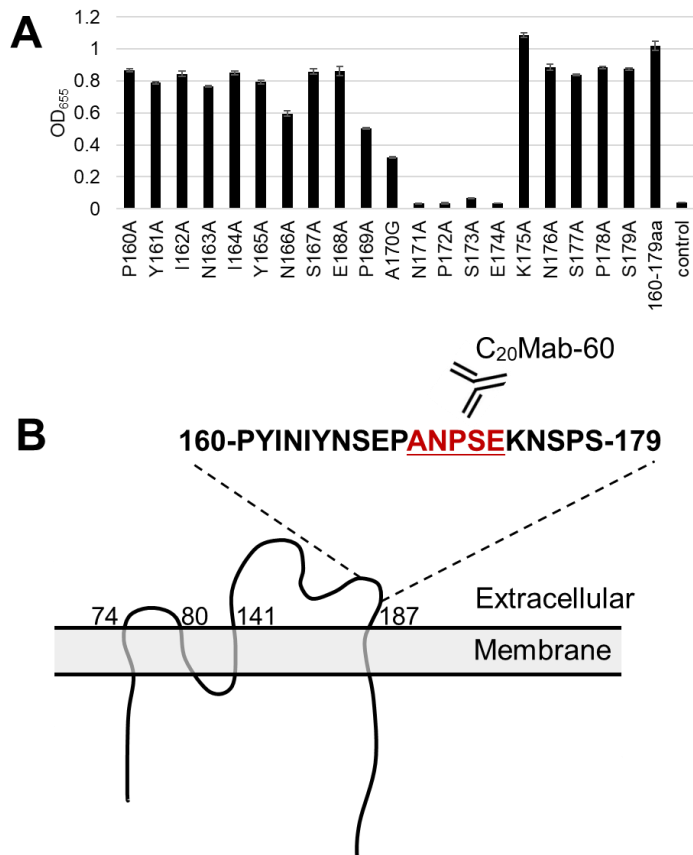 A
1.2
1
0.8
0.6
0.4
0.2
0
OD655
P160A
Y161A
I162A
N163A
I164A
Y165A
N166A
S167A
E168A
P169A
A170G
N171A
P172A
S173A
E174A
K175A
N176A
S177A
P178A
S179A
160-179aa
control
C20Mab-60
B
160-PYINIYNSEPANPSEKNSPS-179
74
80
141
187
Extracellular
Membrane